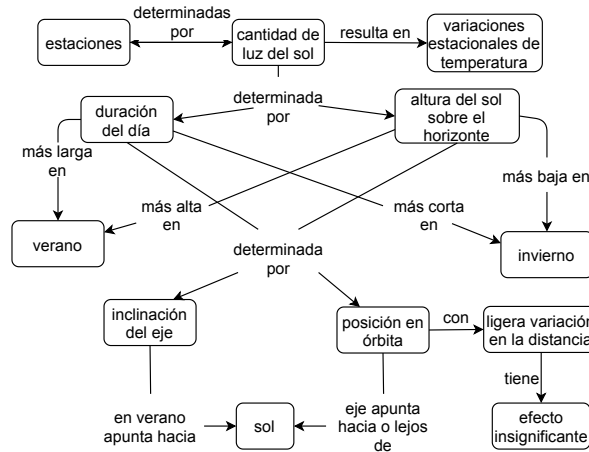 determinadas
por
estaciones
cantidad de
luz del sol
resulta en
variaciones
estacionales de
temperatura
duración
del día
determinada
por
altura del sol
sobre el
horizonte
más larga
en
más baja en
más alta
en
más corta
en
verano
invierno
determinada
por
inclinación
del eje
posición en
órbita
con
ligera variación
en la distancia
tiene
en verano
apunta hacia
sol
eje apunta
hacia o lejos
de
efecto
insignificante